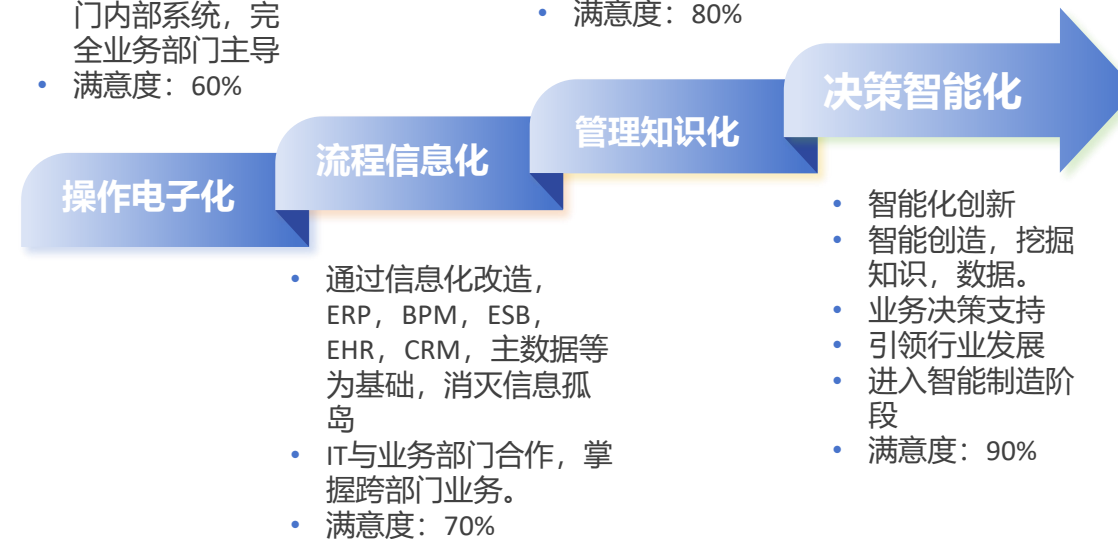 门内部系统，完
全业务部门主导
• 满意度：60%
• 满意度：80%
操作电子化
流程信息化
管理知识化
决策智能化
• 通过信息化改造，
ERP，BPM，ESB，
EHR，CRM，主数据等
为基础，消灭信息孤
岛
• IT与业务部门合作，掌
握跨部门业务。
• 满意度：70%
• 智能化创新
• 智能创造，挖掘
知识，数据。
• 业务决策支持
• 引领行业发展
• 进入智能制造阶
段
• 满意度：90%